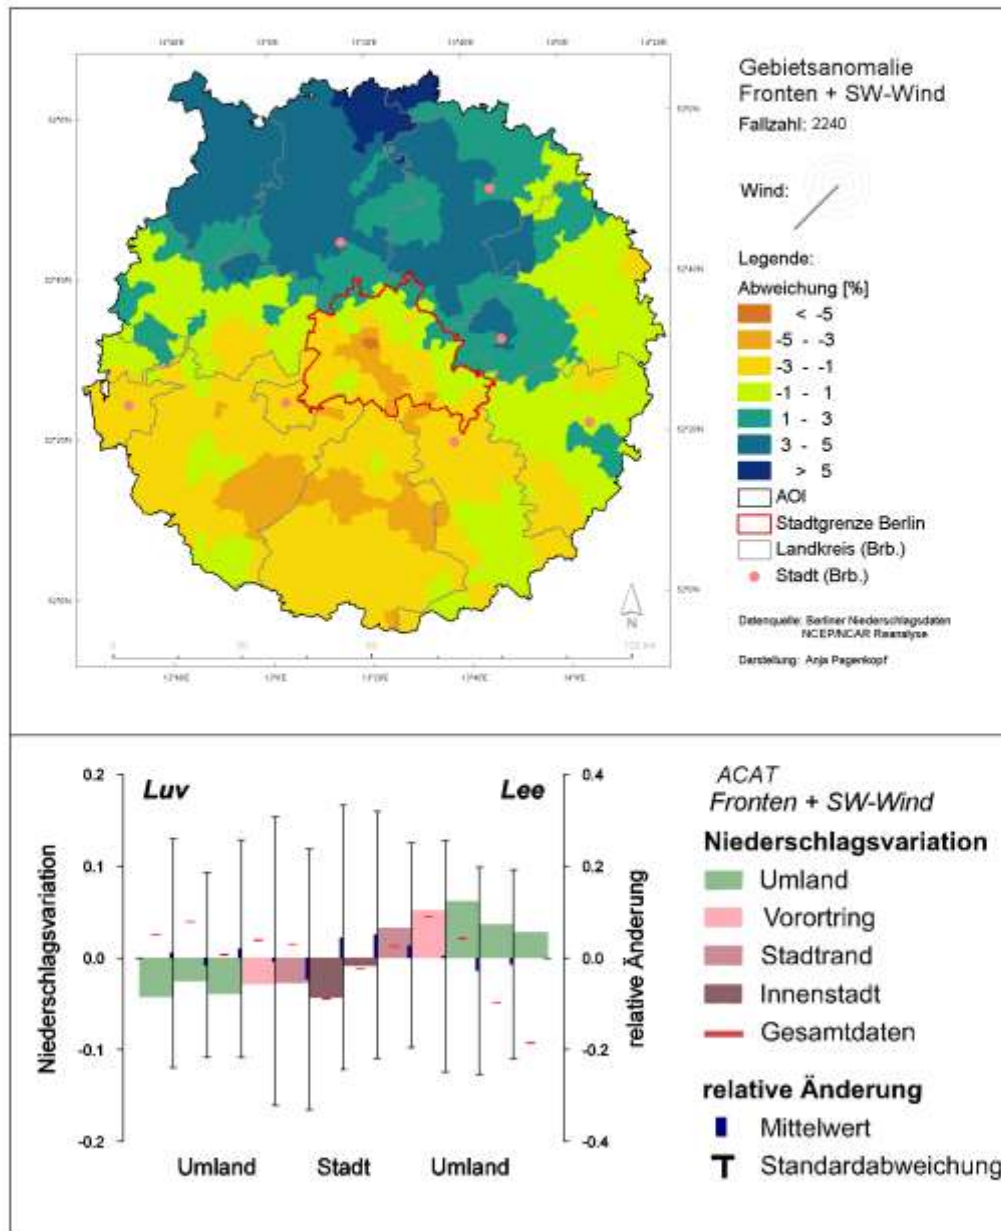 Gebietsanomalie
Fronten + SW-Wind
Fallzahl: 2240
Wind:
Legende:
Abweichung [%]
< -5
-5 - -3
-3 - -1
-1 - 1
1 - 3
3 - 5
> 5
AOI
Stadtgrenze Berlin
Landkreis (Brb.)
Stadt (Brb.)
N
Datenquelle: Berliner Niederschlagsdaten
NCEP/NCAR Reanalyse
Darstellung: Anja Pagenkopf
0.2
0.1
0.0
-0.1
-0.2
Niederschlagsvariation
Luv
Lee
0.4
0.2
0.0
-0.2
-0.4
relative Änderung
Umland
Stadt
Umland
ACAT
Fronten + SW-Wind
Niederschlagsvariation
Umland
Vorortring
Stadtrand
Innenstadt
Gesamtdaten
relative Änderung
Mittelwert
Standardabweichung